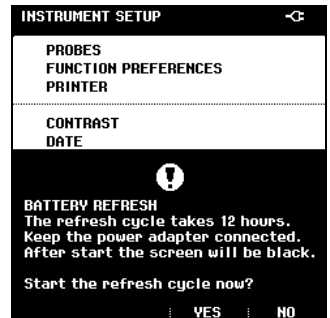 INSTRUMENT SETUP
PROBES
FUNCTION PREFERENCES
PRINTER
CONTRAST
DATE
BATTERY REFRESH
The refresh cycle takes 12 hours.
Keep the power adapter connected.
After start the screen will be black.
Start the refresh cycle now?
YES NO